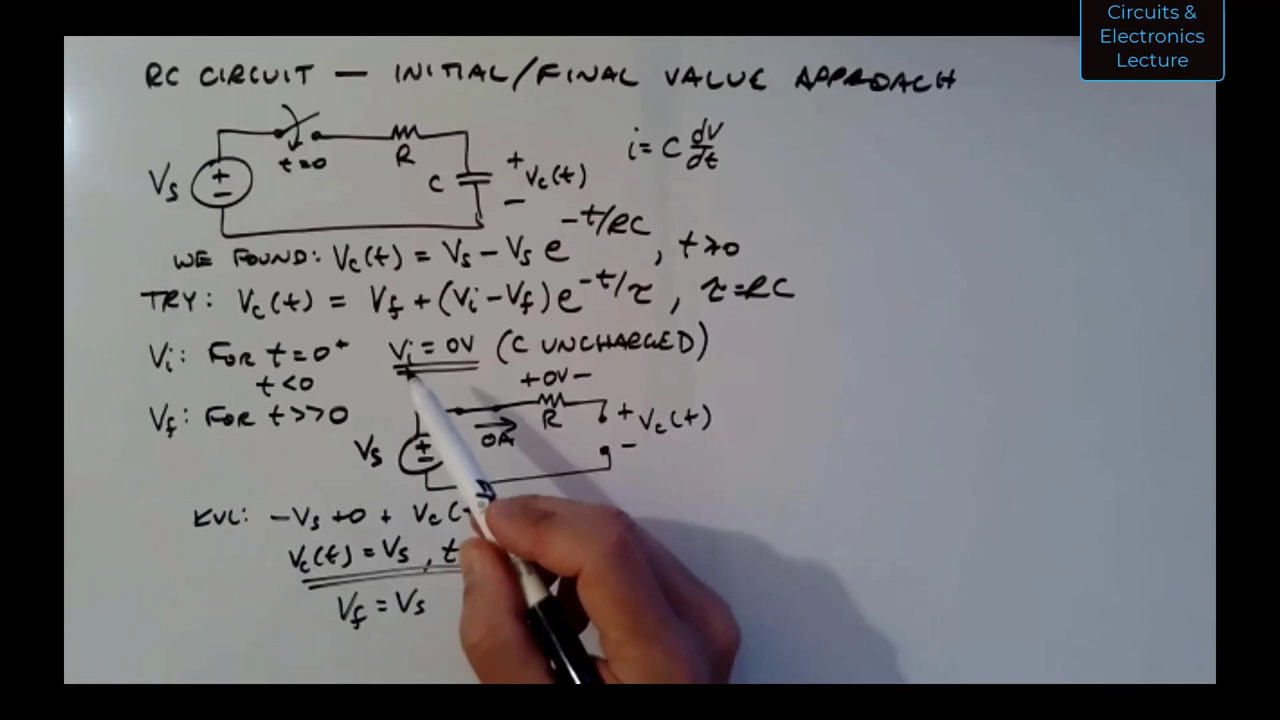 Circuits &
Electronics
Lecture
RC CIRCUIT — INITIAL/FINAL VALUE APPROACH
Vs + − t=0 R C + Vc(t) − i = C dv/dt
WE FOUND: Vc(t) = Vs − Vs e^−t/RC, t>0
TRY: Vc(t) = Vf + (Vi − Vf) e^−t/τ, τ=RC
Vi: FOR t=0⁺ Vi = 0V (C UNCHARGED)
t<0
+0V−
Vf: FOR t>>0
Vs + − 0A R + Vc(t) −
KVL: −Vs +0 + Vc(
Vc(t) = Vs, t
Vf = Vs